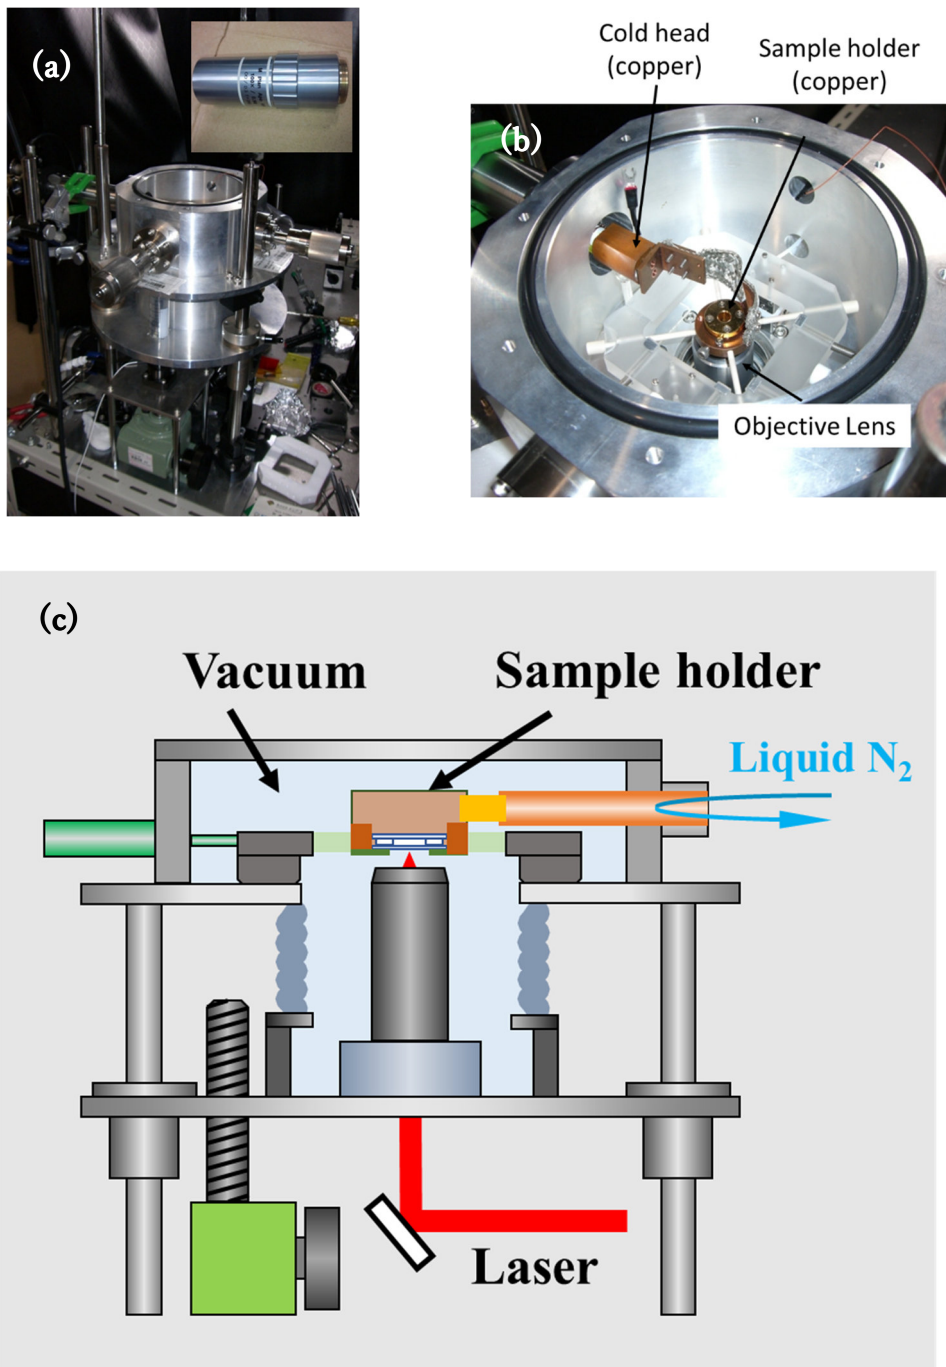 (a)
Cold head
(copper)
Sample holder
(copper)
(b)
Objective Lens
(c)
Vacuum
Sample holder
Liquid N₂
Laser